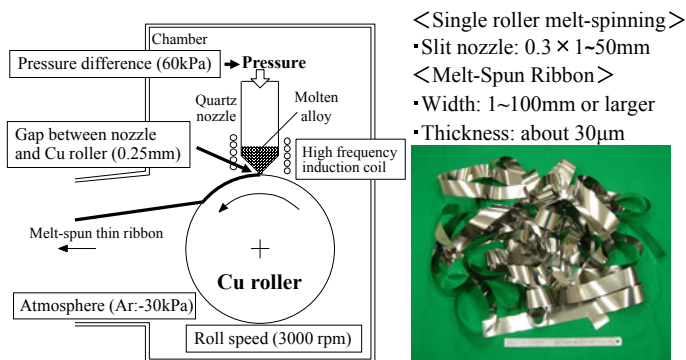 Chamber
Pressure difference (60kPa)
Pressure
Quartz
nozzle
Molten
alloy
Gap between nozzle
and Cu roller (0.25mm)
High frequency
induction coil
Melt-spun thin ribbon
Cu roller
Atmosphere (Ar:-30kPa)
Roll speed (3000 rpm)
＜Single roller melt-spinning＞
・Slit nozzle: 0.3 × 1~50mm
＜Melt-Spun Ribbon＞
・Width: 1~100mm or larger
・Thickness: about 30μm